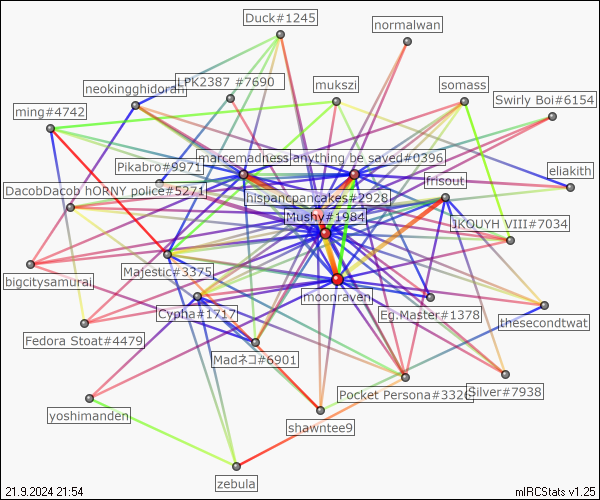 Duck#1245
normalwan
LPK2387 #7690
neokingghidorah
mukszi
somass
Swirly Boi#6154
ming#4742
marcemadness
anything be saved#0396
Pikabro#9971
eliakith
frisout
DacobDacob hORNY police#5271
hispancpancakes#2928
Mushy#1984
JKQUYH VIII#7034
Majestic#3375
bigcitysamurai
moonraven
Cypha#1717
Eg.Master#1378
thesecondtwat
Fedora Stoat#4479
Madネコ#6901
Pocket Persona#3326
Silver#7938
yoshimanden
shawntee9
zebula
21.9.2024 21:54
mIRCStats v1.25